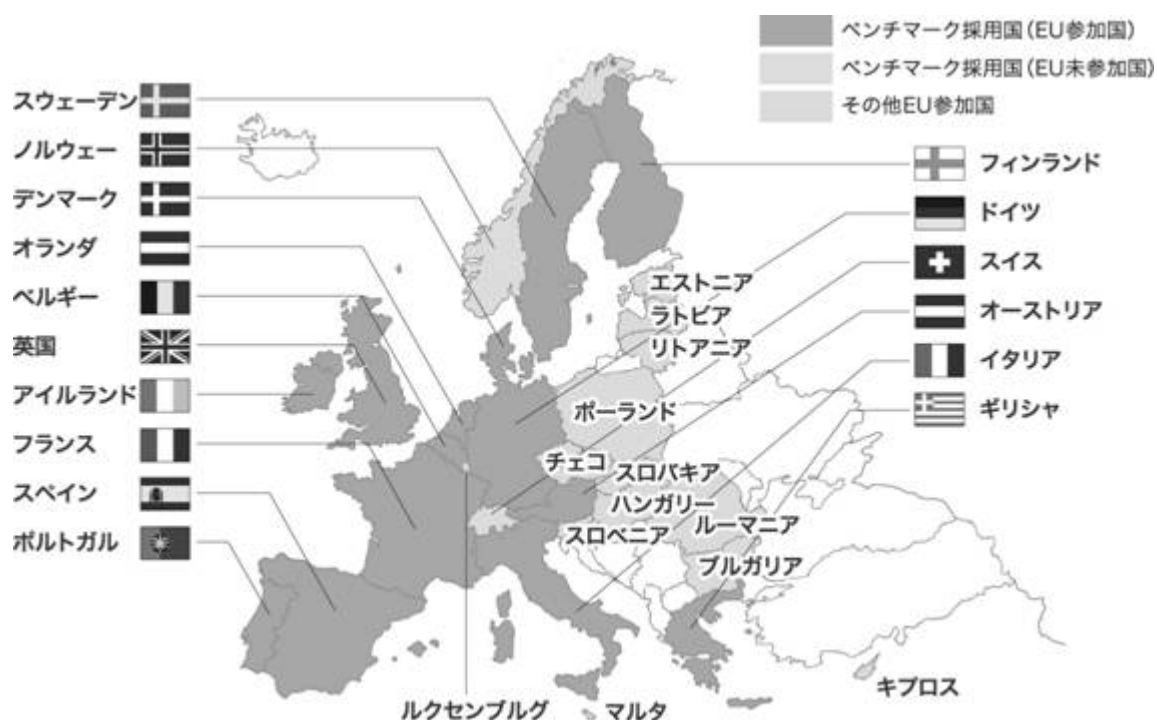 ベンチマーク採用国(EU参加国)
ベンチマーク採用国(EU未参加国)
その他EU参加国
スウェーデン
ノルウェー
デンマーク
オランダ
ベルギー
英国
アイルランド
フランス
スペイン
ポルトガル
フィンランド
ドイツ
スイス
オーストリア
イタリア
ギリシャ
エストニア
ラトビア
リトアニア
ポーランド
チェコ
スロバキア
ハンガリー
スロベニア
ルーマニア
ブルガリア
ルクセンブルグ
マルタ
キプロス